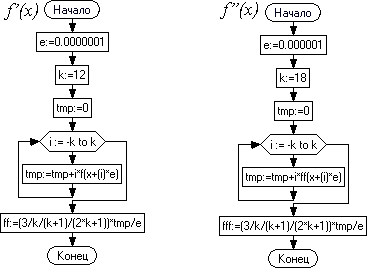 f'(x)
Начало
e:=0.0000001
k:=12
tmp:=0
i := -k to k
tmp:=tmp+i*f(x+(i)*e)
ff:=(3/k/(k+1)/(2*k+1))*tmp/e
Конец
f''(x)
Начало
e:=0.000001
k:=18
tmp:=0
i := -k to k
tmp:=tmp+i*ff(x+(i)*e)
fff:=(3/k/(k+1)/(2*k+1))*tmp/e
Конец